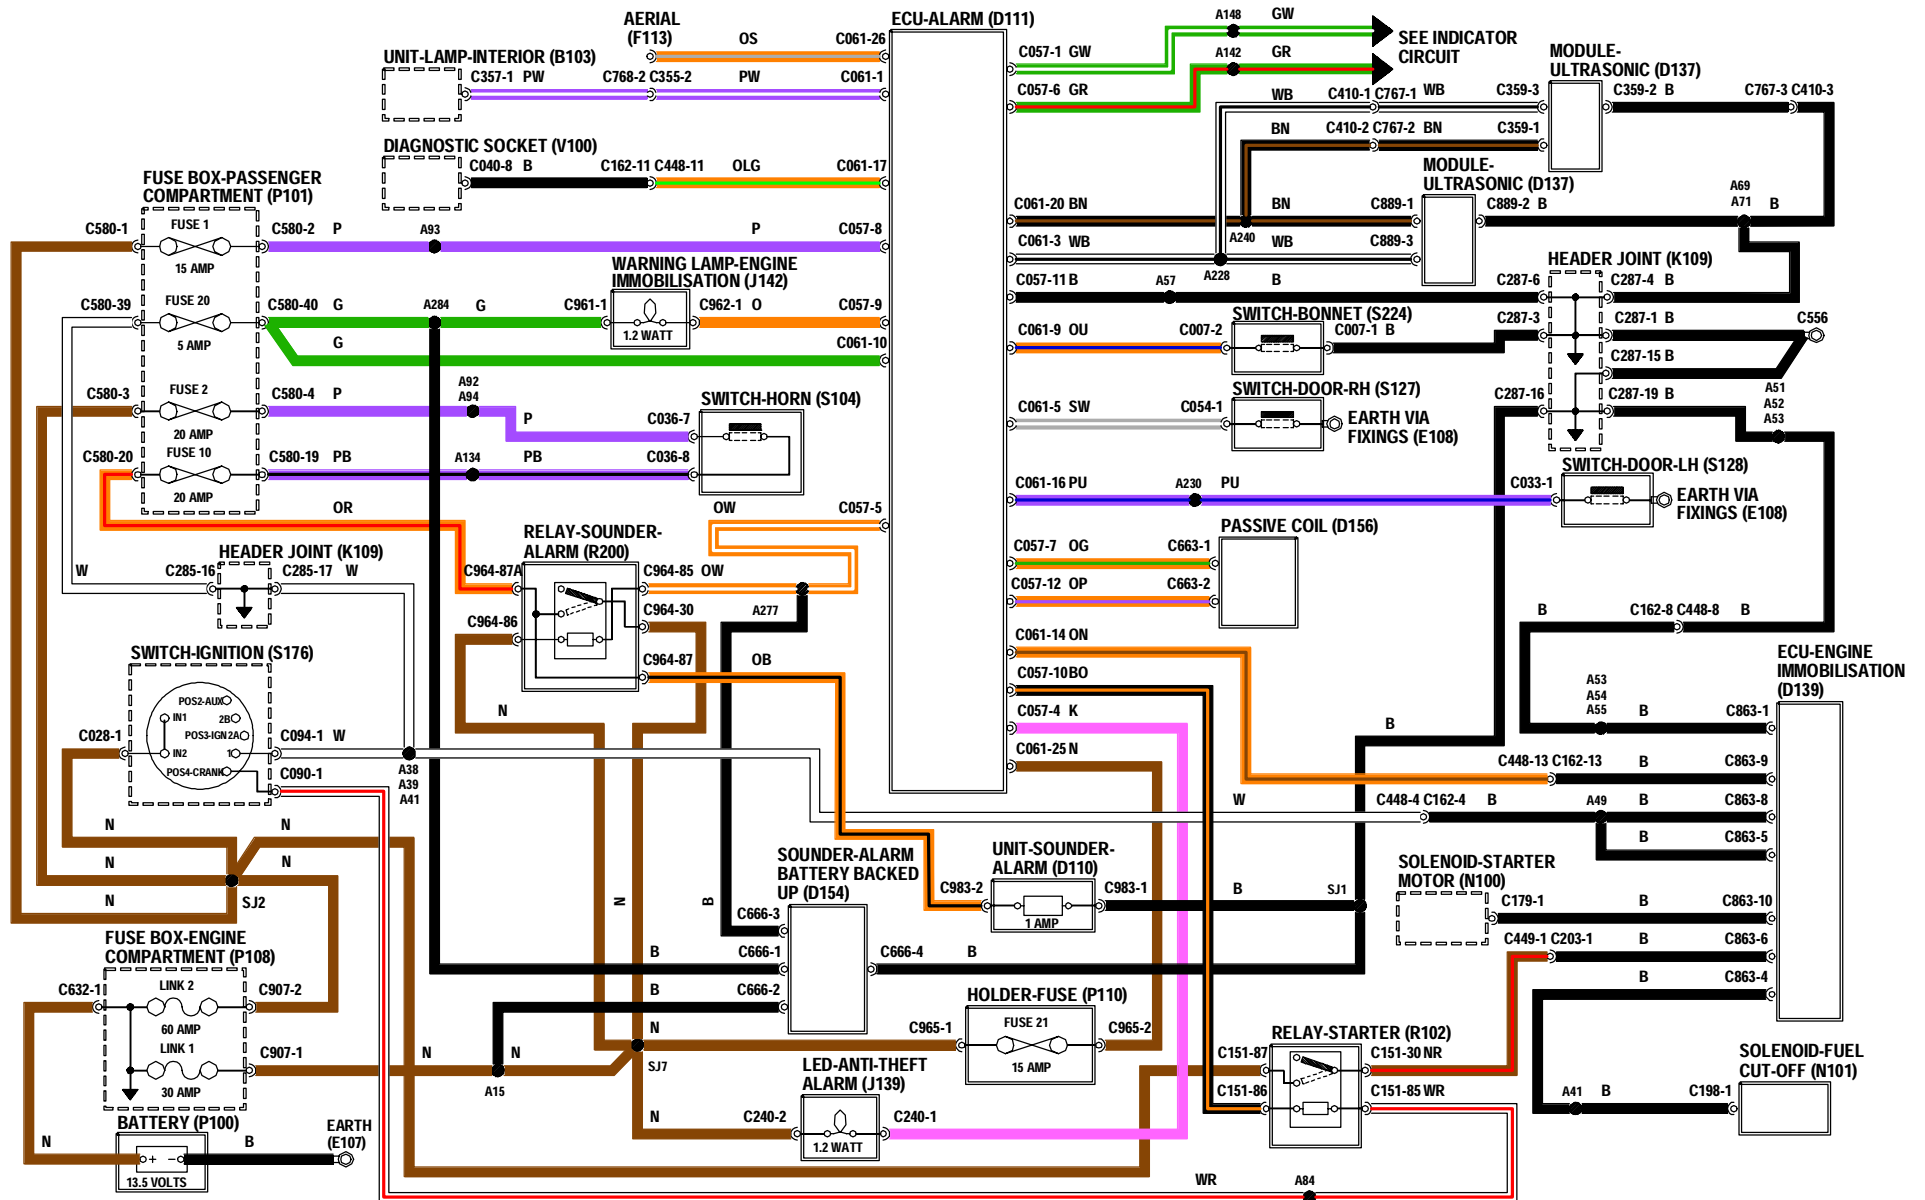 AERIAL
(F113)
OS
C061-26
ECU-ALARM (D111)
UNIT-LAMP-INTERIOR (B103)
C357-1 PW
C768-2 C355-2
PW
C061-1
DIAGNOSTIC SOCKET (V100)
C040-8 B
C162-11 C448-11
OLG
C061-17
FUSE BOX-PASSENGER
COMPARTMENT (P101)
C580-1
FUSE 1
15 AMP
C580-2 P
A93
P
C057-8
C580-39
FUSE 20
5 AMP
C580-40 G
A284
G
C961-1
WARNING LAMP-ENGINE
IMMOBILISATION (J142)
1.2 WATT
C962-1 O
C057-9
G
C061-10
C580-3
FUSE 2
20 AMP
C580-4 P
A92
A94
P
C036-7
SWITCH-HORN (S104)
C580-20
FUSE 10
20 AMP
C580-19 PB
A134
PB
C036-8
OR
OW
C057-5
RELAY-SOUNDER-
ALARM (R200)
C964-87A
C964-85 OW
C964-86
C964-30
C964-87
OB
A277
N
HEADER JOINT (K109)
W
C285-16
C285-17 W
SWITCH-IGNITION (S176)
POS2-AUX
IN1
2B
POS3-IGN 2A
IN2
1
POS4-CRANK
C028-1
C094-1 W
C090-1
A38
A39
A41
N
N
N
N
N
SJ2
FUSE BOX-ENGINE
COMPARTMENT (P108)
C632-1
LINK 2
60 AMP
C907-2
LINK 1
30 AMP
C907-1
N
N
A15
BATTERY (P100)
N
+ -
13.5 VOLTS
B
EARTH
(E107)
C057-1 GW
A148
GW
SEE INDICATOR
CIRCUIT
C057-6 GR
A142
GR
WB
C410-1 C767-1 WB
C359-3
MODULE-
ULTRASONIC (D137)
C359-2 B
C767-3 C410-3
BN
C410-2 C767-2 BN
C359-1
MODULE-
ULTRASONIC (D137)
C061-20 BN
A240
BN
C889-1
C889-2 B
A69
A71
B
C061-3 WB
A228
WB
C889-3
C057-11 B
A57
B
C287-6
HEADER JOINT (K109)
C287-4 B
C061-9 OU
C007-2
SWITCH-BONNET (S224)
C007-1 B
C287-3
C287-1 B
C556
C287-15 B
C061-5 SW
C054-1
SWITCH-DOOR-RH (S127)
EARTH VIA
FIXINGS (E108)
C287-16
C287-19 B
A51
A52
A53
C061-16 PU
A230
PU
C033-1
SWITCH-DOOR-LH (S128)
EARTH VIA
FIXINGS (E108)
PASSIVE COIL (D156)
C057-7 OG
C663-1
C057-12 OP
C663-2
C061-14 ON
C057-10 BO
C057-4 K
C061-25 N
B
C162-8 C448-8
B
ECU-ENGINE
IMMOBILISATION
(D139)
A53
A54
A55
B
C863-1
B
C448-13 C162-13
B
C863-9
W
C448-4 C162-4
B
A49
B
C863-8
B
C863-5
SOLENOID-STARTER
MOTOR (N100)
C179-1
B
C863-10
C449-1 C203-1
B
C863-6
B
C863-4
SOUNDER-ALARM
BATTERY BACKED
UP (D154)
N
B
C666-3
B
C666-1
C666-4
B
B
C666-2
UNIT-SOUNDER-
ALARM (D110)
C983-2
1 AMP
C983-1
B
SJ1
HOLDER-FUSE (P110)
N
SJ7
C965-1
FUSE 21
15 AMP
C965-2
LED-ANTI-THEFT
ALARM (J139)
N
C240-2
1.2 WATT
C240-1
RELAY-STARTER (R102)
C151-87
C151-30 NR
C151-86
C151-85 WR
SOLENOID-FUEL
CUT-OFF (N101)
A41
B
C198-1
WR
A84